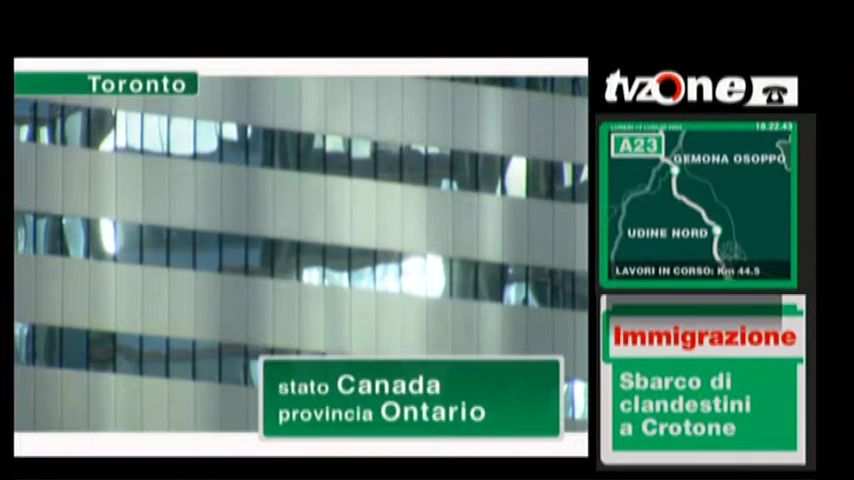 Toronto
stato Canada
provincia Ontario
tvzone
18.22.43
A23
GEMONA OSOPPO
UDINE NORD
LAVORI IN CORSO: Km 44.5
Immigrazione
Sbarco di
clandestini
a Crotone